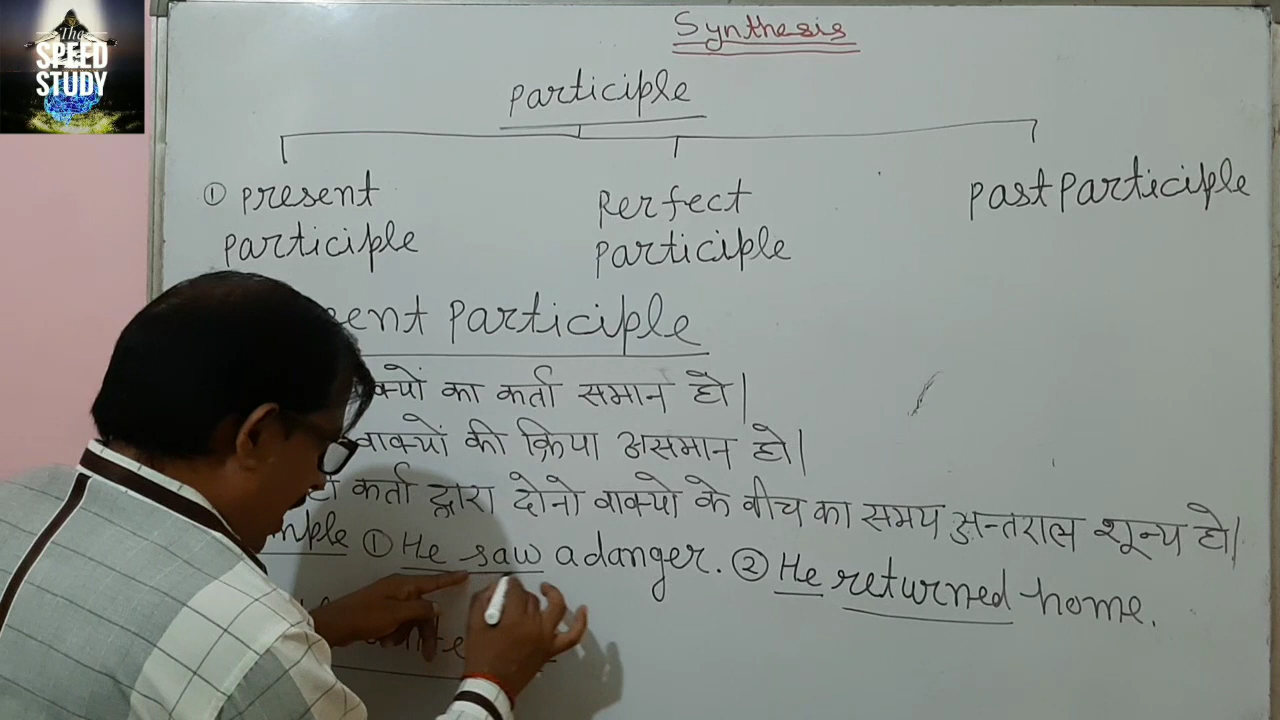 The
SPEED
STUDY
Synthesis
participle
① present
participle
Perfect
participle
past participle
participle
का कर्ता समान हो|
वाक्यों की क्रिया असमान हो|
कर्ता द्वारा दोनो वाक्यो के बीच का समय अन्तराल शून्य हो|
① He saw a danger. ② He returned home.